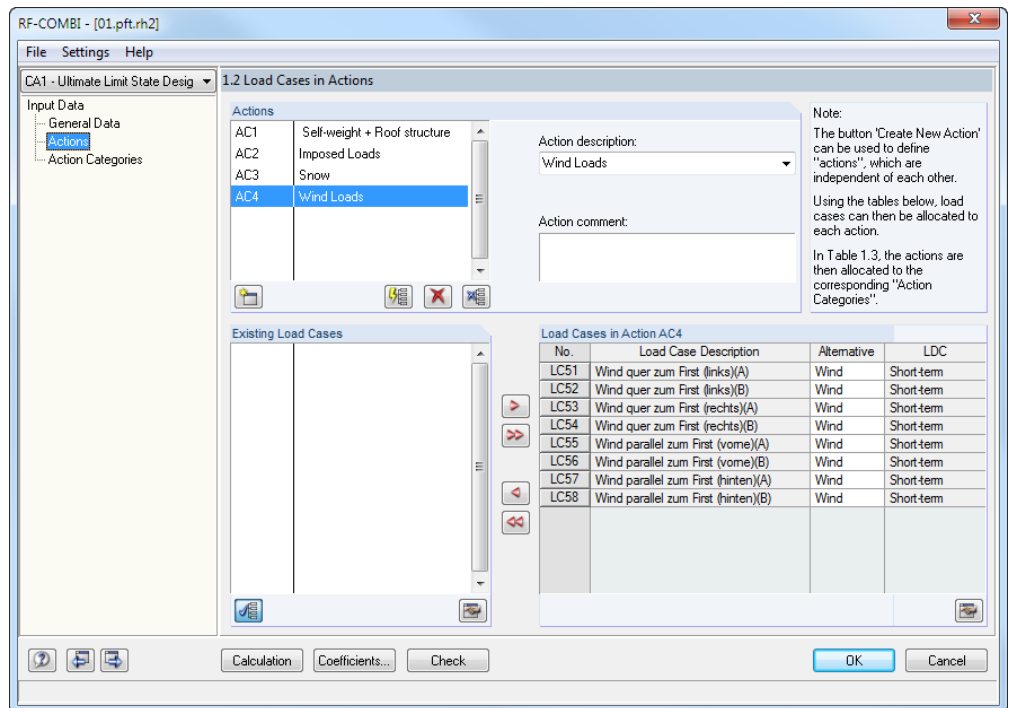 RF-COMBI - [01.pft.rh2]
File Settings Help
CA1 - Ultimate Limit State Desig
1.2 Load Cases in Actions
Input Data
General Data
Actions
Action Categories
Actions
AC1 Self-weight + Roof structure
AC2 Imposed Loads
AC3 Snow
AC4 Wind Loads
Action description:
Wind Loads
Action comment:
Note:
The button 'Create New Action'
can be used to define
"actions", which are
independent of each other.
Using the tables below, load
cases can then be allocated to
each action.
In Table 1.3, the actions are
then allocated to the
corresponding "Action
Categories".
Existing Load Cases
Load Cases in Action AC4
No. Load Case Description Alternative LDC
LC51 Wind quer zum First (links)(A) Wind Short-term
LC52 Wind quer zum First (links)(B) Wind Short-term
LC53 Wind quer zum First (rechts)(A) Wind Short-term
LC54 Wind quer zum First (rechts)(B) Wind Short-term
LC55 Wind parallel zum First (vorne)(A) Wind Short-term
LC56 Wind parallel zum First (vorne)(B) Wind Short-term
LC57 Wind parallel zum First (hinten)(A) Wind Short-term
LC58 Wind parallel zum First (hinten)(B) Wind Short-term
Calculation Coefficients... Check OK Cancel